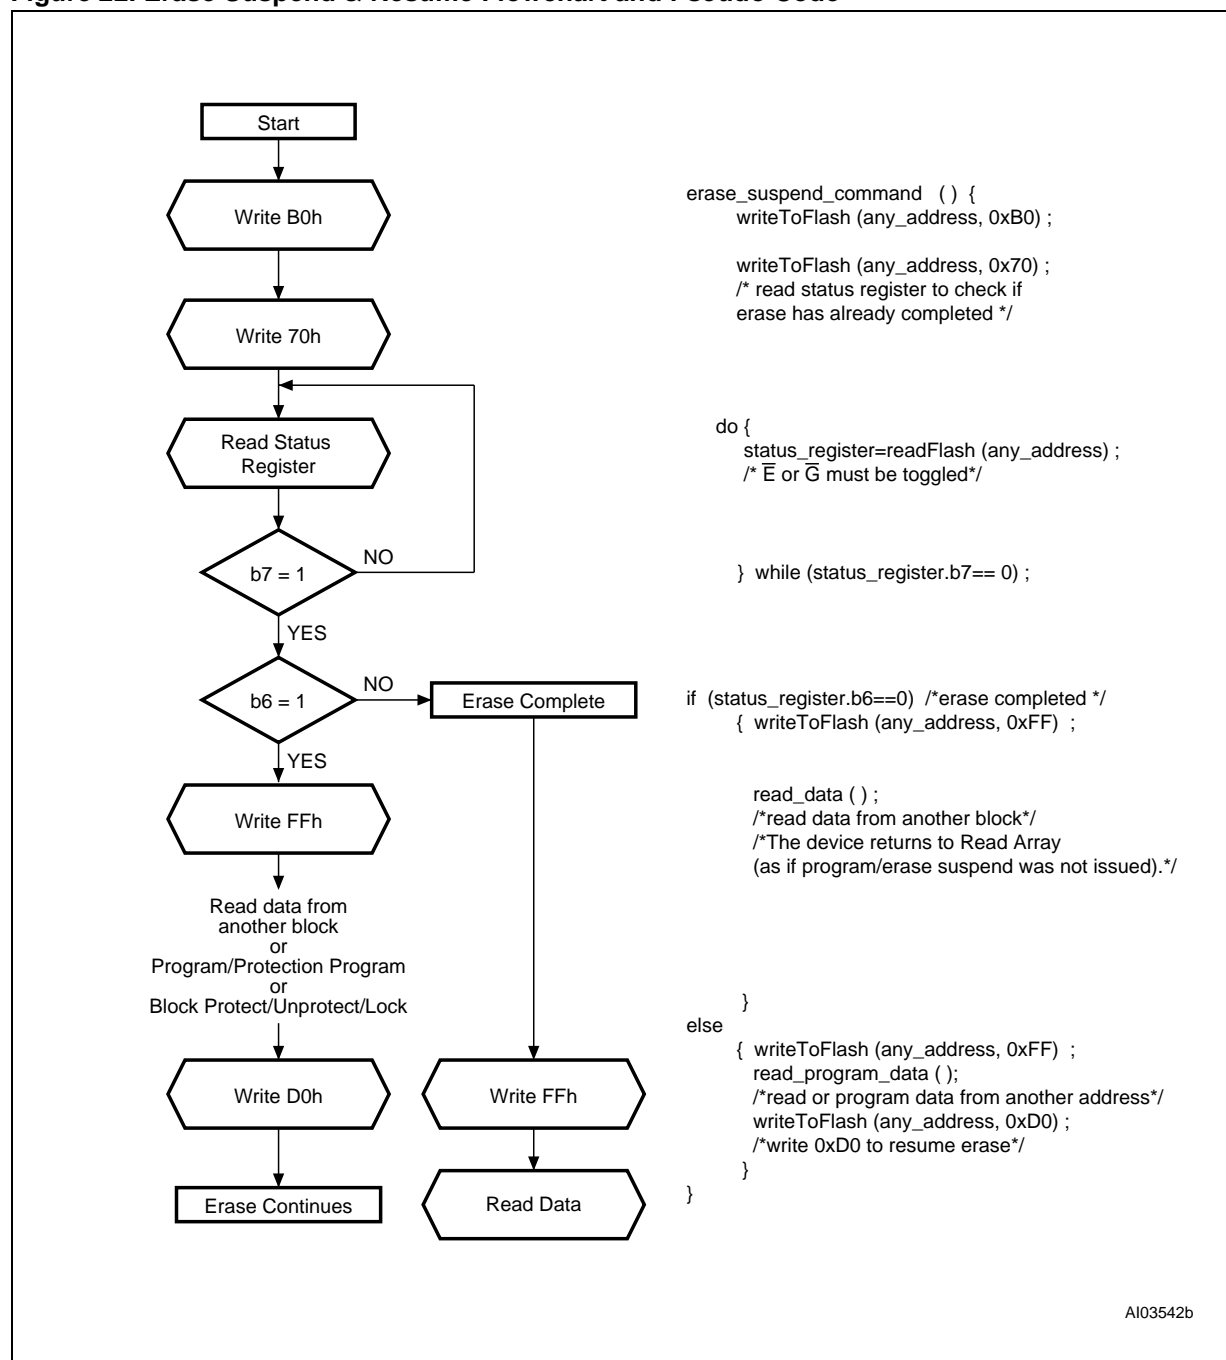 Figure 22. Erase Suspend & Resume Flowchart and Pseudo Code
Start
Write B0h
Write 70h
Read Status
Register
b7 = 1
NO
YES
b6 = 1
NO
Erase Complete
YES
Write FFh
Read data from
another block
or
Program/Protection Program
or
Block Protect/Unprotect/Lock
Write D0h
Write FFh
Erase Continues
Read Data
erase_suspend_command ( ) {
writeToFlash (any_address, 0xB0) ;
writeToFlash (any_address, 0x70) ;
/* read status register to check if
erase has already completed */
do {
status_register=readFlash (any_address) ;
/* E̅ or G̅ must be toggled*/
} while (status_register.b7== 0) ;
if (status_register.b6==0) /*erase completed */
{ writeToFlash (any_address, 0xFF) ;
read_data ( ) ;
/*read data from another block*/
/*The device returns to Read Array
(as if program/erase suspend was not issued).*/
}
else
{ writeToFlash (any_address, 0xFF) ;
read_program_data ( );
/*read or program data from another address*/
writeToFlash (any_address, 0xD0) ;
/*write 0xD0 to resume erase*/
}
}
AI03542b